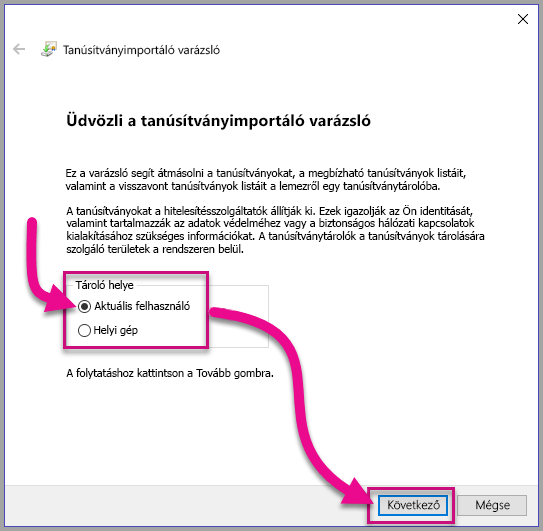 Tanúsítványimportáló varázsló
Üdvözli a tanúsítványimportáló varázsló
Ez a varázsló segít átmásolni a tanúsítványokat, a megbízható tanúsítványok listáit,
valamint a visszavont tanúsítványok listáit a lemezről egy tanúsítványtárolóba.
A tanúsítványokat a hitelesítésszolgáltatók állítják ki. Ezek igazolják az Ön identitását,
valamint tartalmazzák az adatok védelméhez vagy a biztonságos hálózati kapcsolatok
kialakításához szükséges információkat. A tanúsítványtárolók a tanúsítványok tárolására
szolgáló területek a rendszeren belül.
Tároló helye
Aktuális felhasználó
Helyi gép
A folytatáshoz kattintson a Tovább gombra.
Következő
Mégse